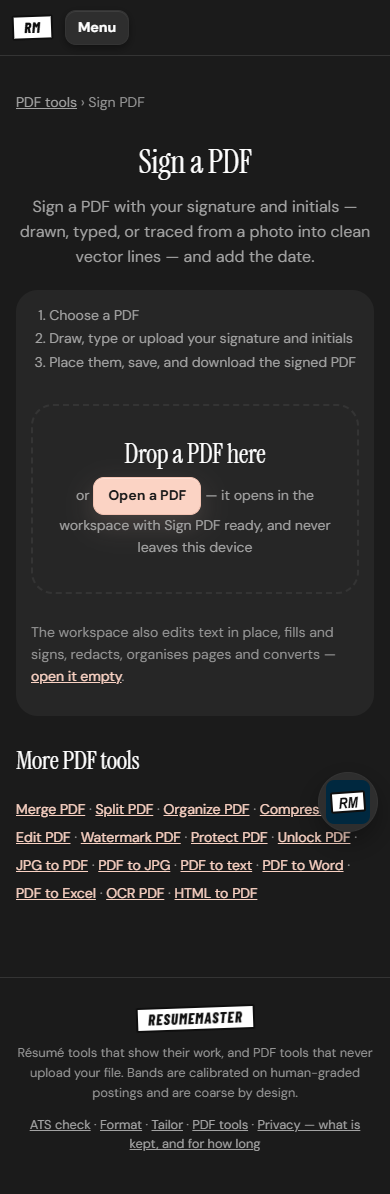 RM
Menu
PDF tools › Sign PDF
Sign a PDF
Sign a PDF with your signature and initials —
drawn, typed, or traced from a photo into clean
vector lines — and add the date.
1. Choose a PDF
2. Draw, type or upload your signature and initials
3. Place them, save, and download the signed PDF
Drop a PDF here
or Open a PDF — it opens in the
workspace with Sign PDF ready, and never
leaves this device
The workspace also edits text in place, fills and
signs, redacts, organises pages and converts —
open it empty.
More PDF tools
Merge PDF · Split PDF · Organize PDF · Compres
RM
Edit PDF · Watermark PDF · Protect PDF · Unlock PDF ·
JPG to PDF · PDF to JPG · PDF to text · PDF to Word ·
PDF to Excel · OCR PDF · HTML to PDF
RESUMEMASTER
Résumé tools that show their work, and PDF tools that never
upload your file. Bands are calibrated on human-graded
postings and are coarse by design.
ATS check · Format · Tailor · PDF tools · Privacy — what is
kept, and for how long